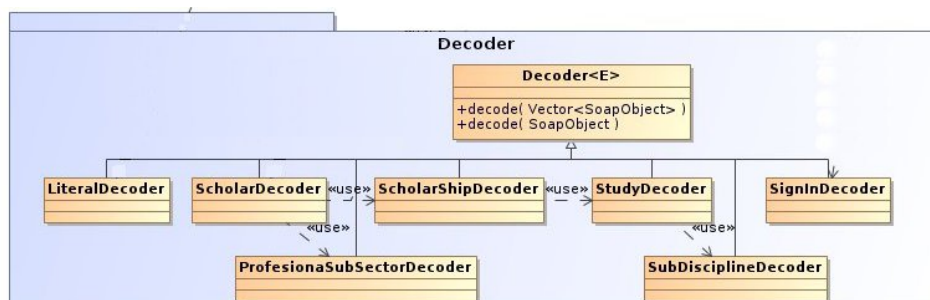 Decoder
Decoder<E>
+decode( Vector<SoapObject> )
+decode( SoapObject )
LiteralDecoder
ScholarDecoder
«use»
ScholarShipDecoder
«use»
StudyDecoder
SignInDecoder
«use»
«use»
ProfesionaSubSectorDecoder
SubDisciplineDecoder